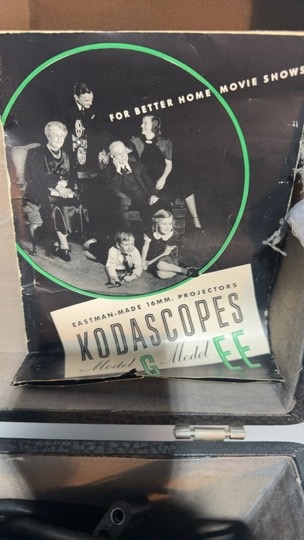 FOR BETTER HOME MOVIE SHOWS
EASTMAN-MADE 16MM. PROJECTORS
KODASCOPES
Model G Model EE